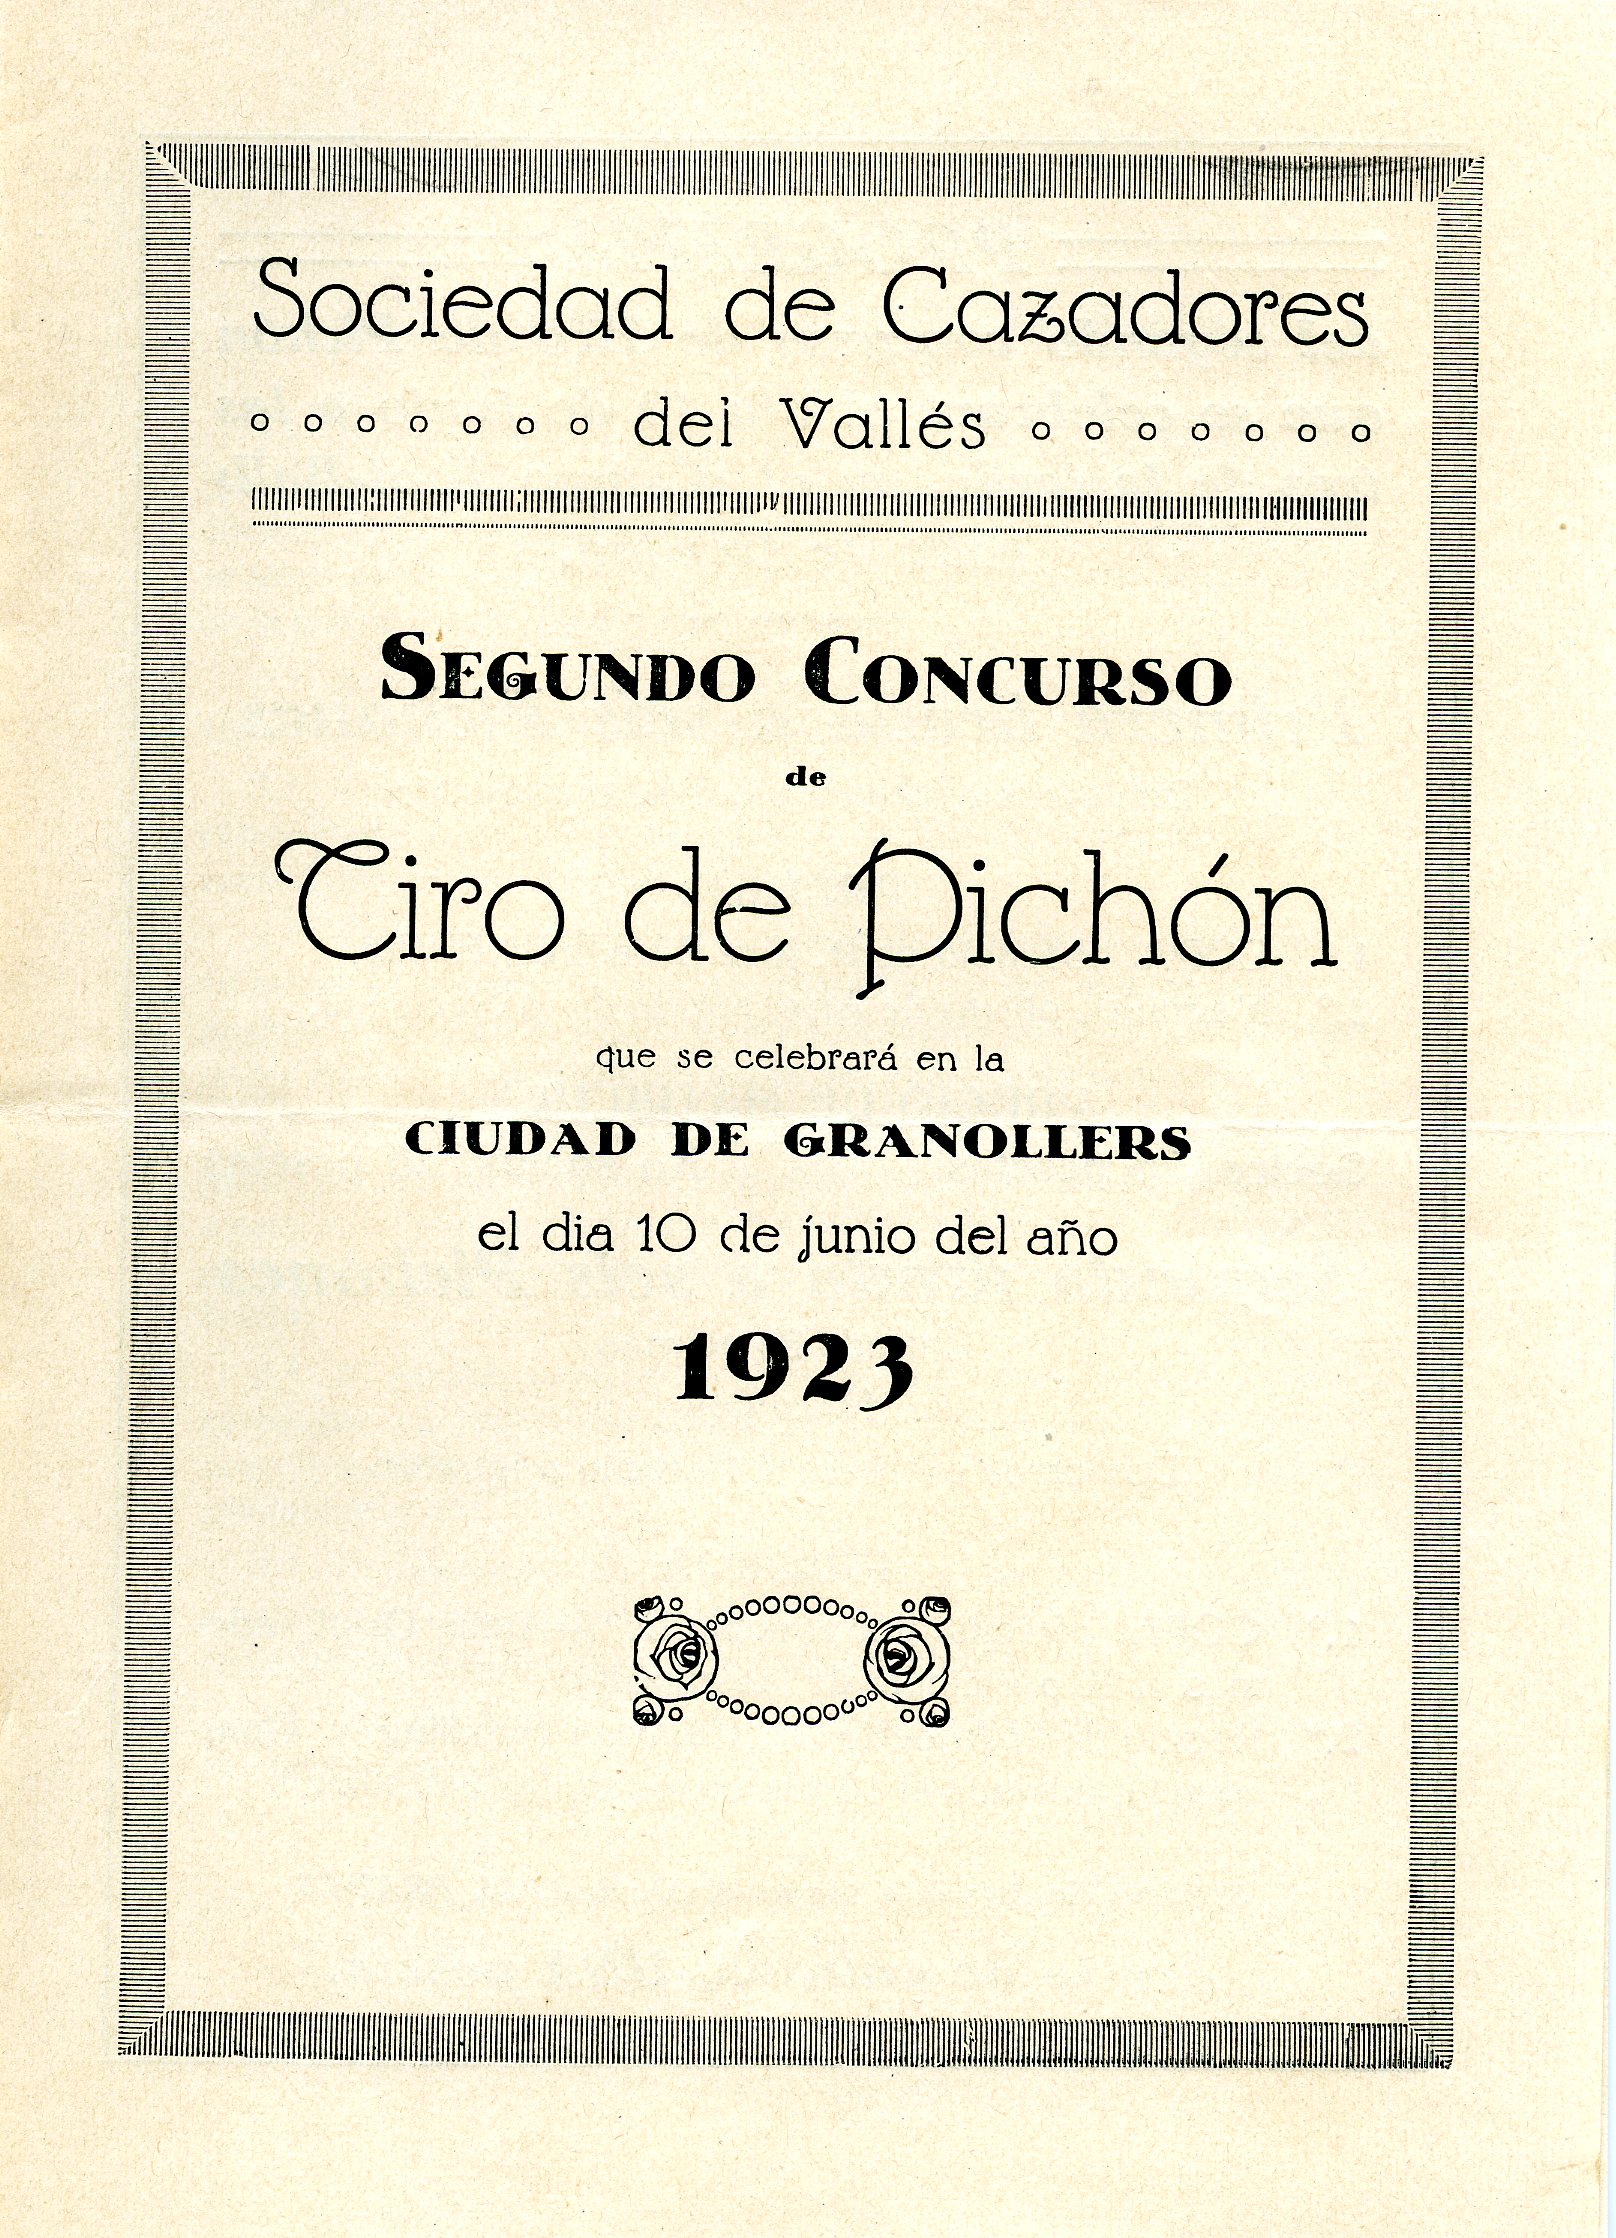 Sociedad de Cazadores
del Vallés
SEGUNDO CONCURSO
de
Tiro de Pichón
que se celebrará en la
CIUDAD DE GRANOLLERS
el dia 10 de junio del año
1923